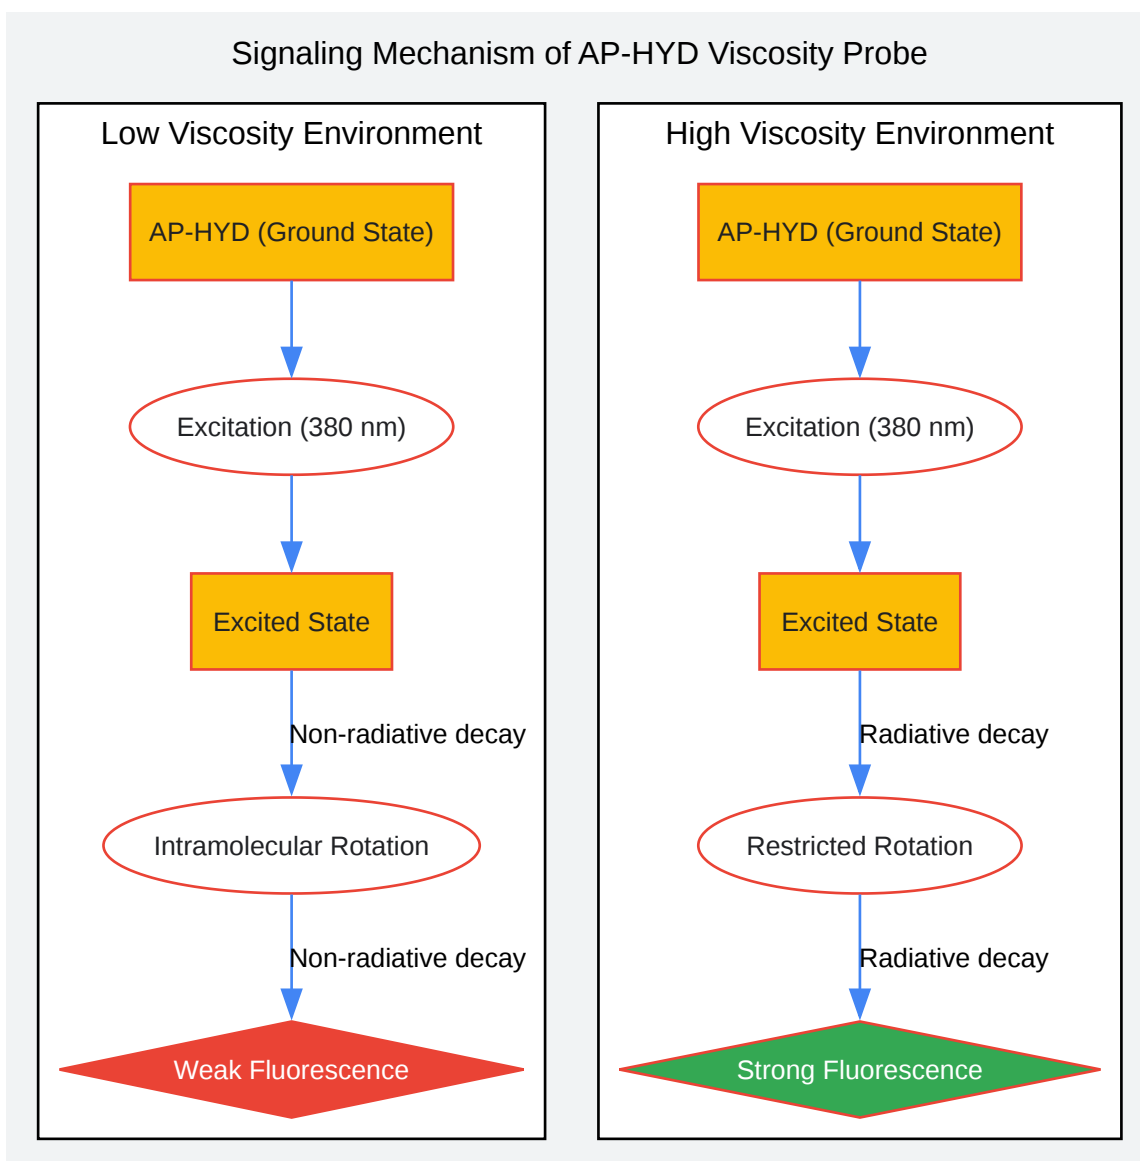 Signaling Mechanism of AP-HYD Viscosity Probe
Low Viscosity Environment
AP-HYD (Ground State)
Excitation (380 nm)
Excited State
Non-radiative decay
Intramolecular Rotation
Non-radiative decay
Weak Fluorescence
High Viscosity Environment
AP-HYD (Ground State)
Excitation (380 nm)
Excited State
Radiative decay
Restricted Rotation
Radiative decay
Strong Fluorescence